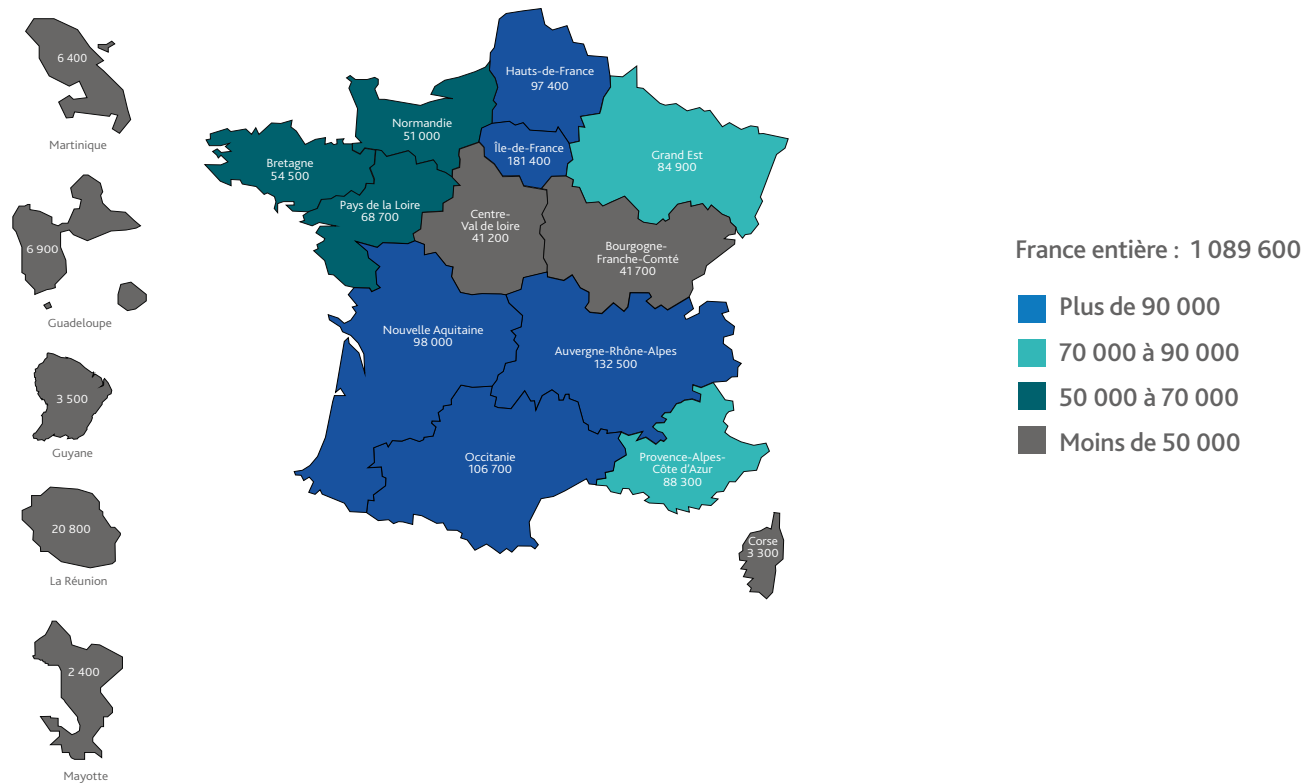 6 400
Martinique
6 900
Guadeloupe
3 500
Guyane
20 800
La Réunion
2 400
Mayotte
Hauts-de-France
97 400
Normandie
51 000
Île-de-France
181 400
Grand Est
84 900
Bretagne
54 500
Pays de la Loire
68 700
Centre-
Val de loire
41 200
Bourgogne-
Franche-Comté
41 700
Nouvelle Aquitaine
98 000
Auvergne-Rhône-Alpes
132 500
Occitanie
106 700
Provence-Alpes-
Côte d'Azur
88 300
Corse
3 300
France entière : 1 089 600
Plus de 90 000
70 000 à 90 000
50 000 à 70 000
Moins de 50 000